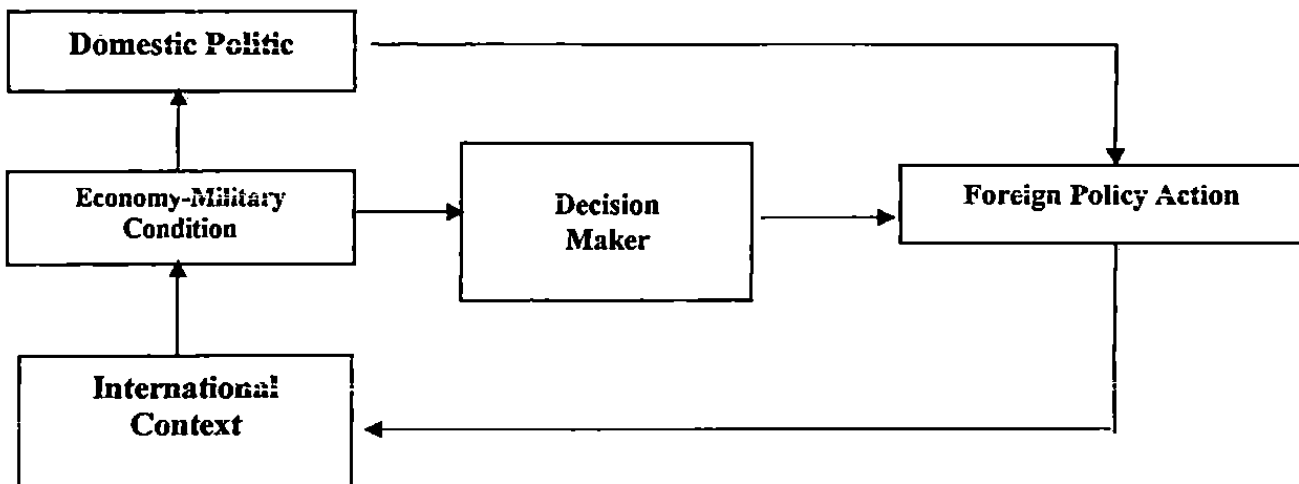 Domestic Politic
Economy-Military
Condition
Decision
Maker
Foreign Policy Action
International
Context